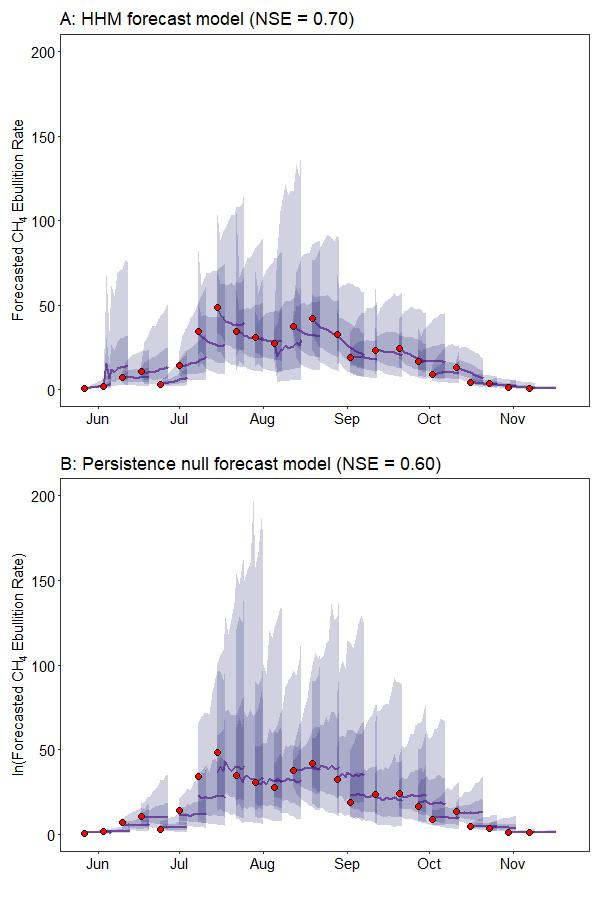 A: HHM forecast model (NSE = 0.70)
Forecasted CH4 Ebullition Rate
200
150
100
50
0
Jun Jul Aug Sep Oct Nov
B: Persistence null forecast model (NSE = 0.60)
ln(Forecasted CH4 Ebullition Rate)
200
150
100
50
0
Jun Jul Aug Sep Oct Nov